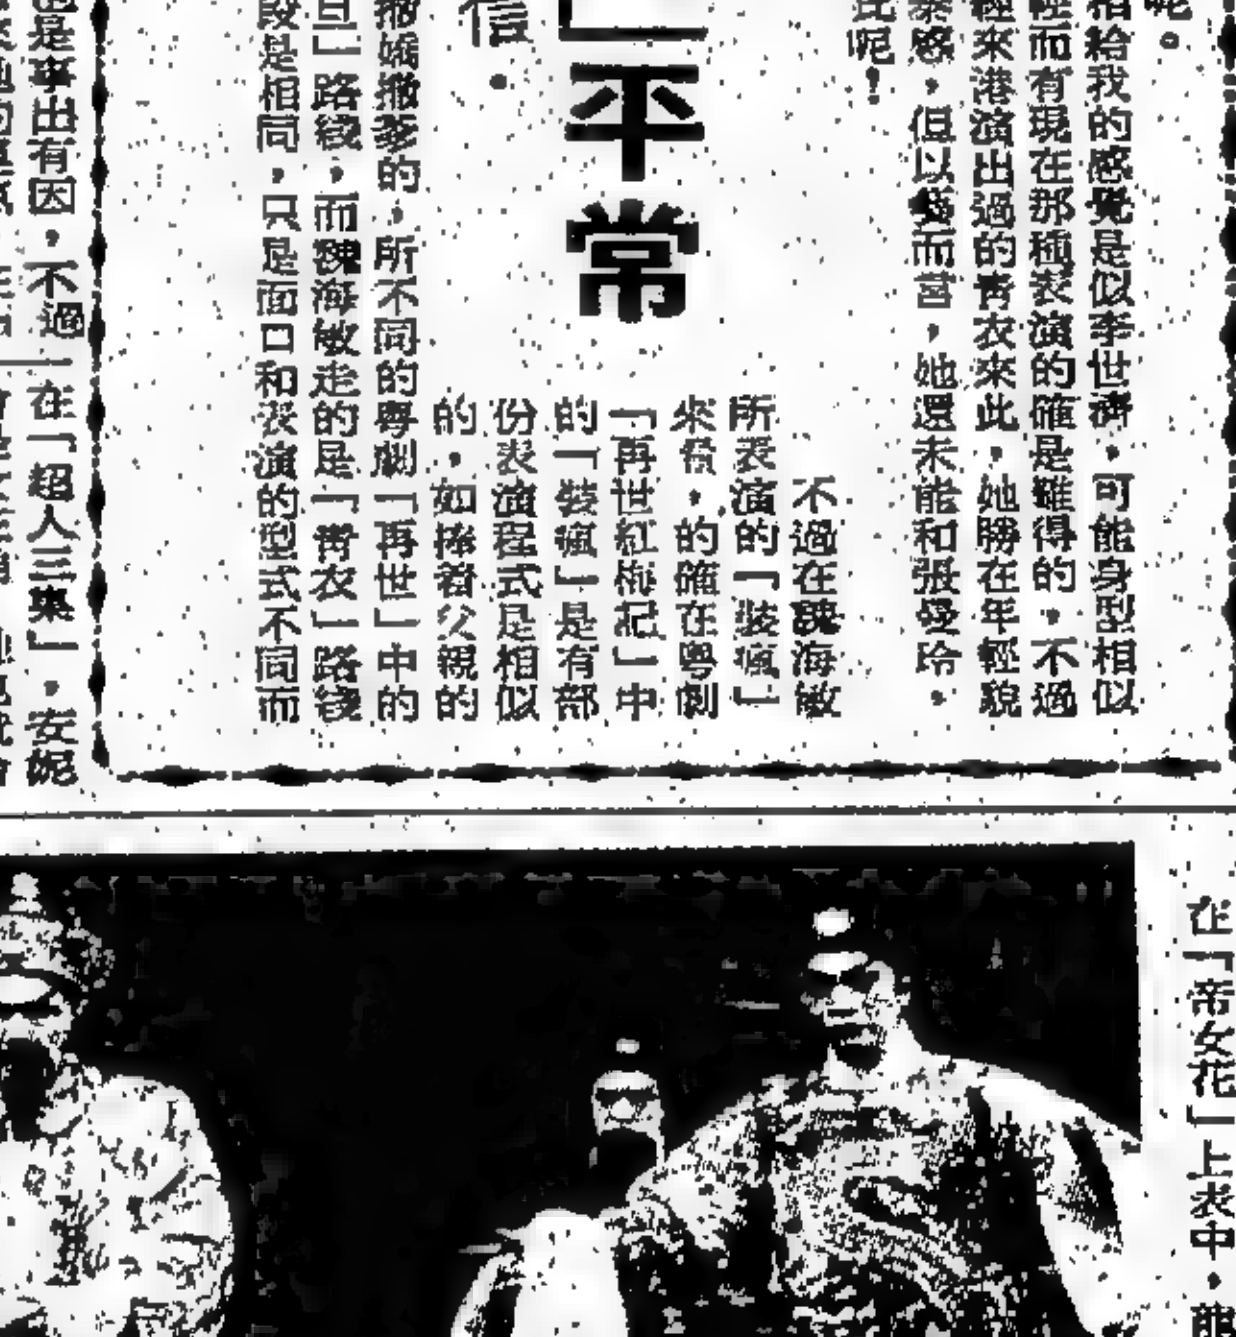 呢。
相給我的感覺是似李世濟，可能身型相似
而有現在那種表演的確是難得的，不過
來港演出過的青衣來此，她勝在年輕貌
感，但以藝而言，她還未能和張曼玲，
此呢！
不過在魏海敏
所表演的「裝瘋」
來看，的確在粵劇
「再世紅梅記」中
的「裝瘋」是有部
份表演程式是相似
的，如捧着父親的
撒嬌撒爹的，所不同的粵劇「再世」中的
旦」路綫，而魏海敏走的是「青衣」路綫
段是相同，只是面口和表演的型式不同而
平常
信。
是事出有因，不過
在「超人三集」，安妮
在「帝女花」上表中，能